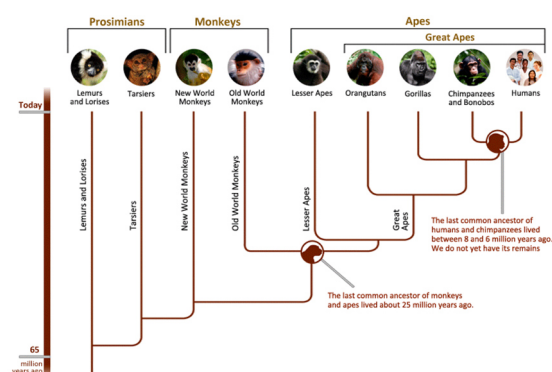 Prosimians
Monkeys
Apes
Great Apes
Lemurs
and Lorises
Tarsiers
New World
Monkeys
Old World
Monkeys
Lesser Apes
Orangutans
Gorillas
Chimpanzees
and Bonobos
Humans
Today
Lemurs and Lorises
Tarsiers
New World Monkeys
Old World Monkeys
Lesser Apes
Great
Apes
The last common ancestor of
humans and chimpanzees lived
between 8 and 6 million years ago.
We do not yet have its remains
The last common ancestor of monkeys
and apes lived about 25 million years ago.
65
million
years ago